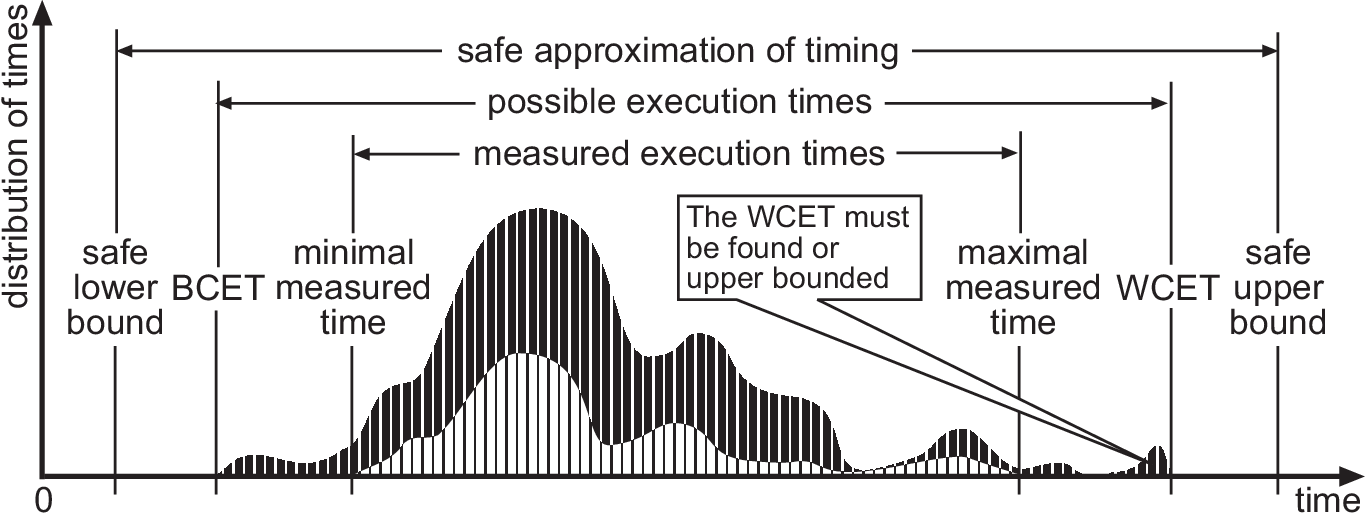 distribution of times
safe approximation of timing
possible execution times
measured execution times
The WCET must
be found or
upper bounded
safe
lower
bound
BCET
minimal
measured
time
maximal
measured
time
WCET
safe
upper
bound
0
time